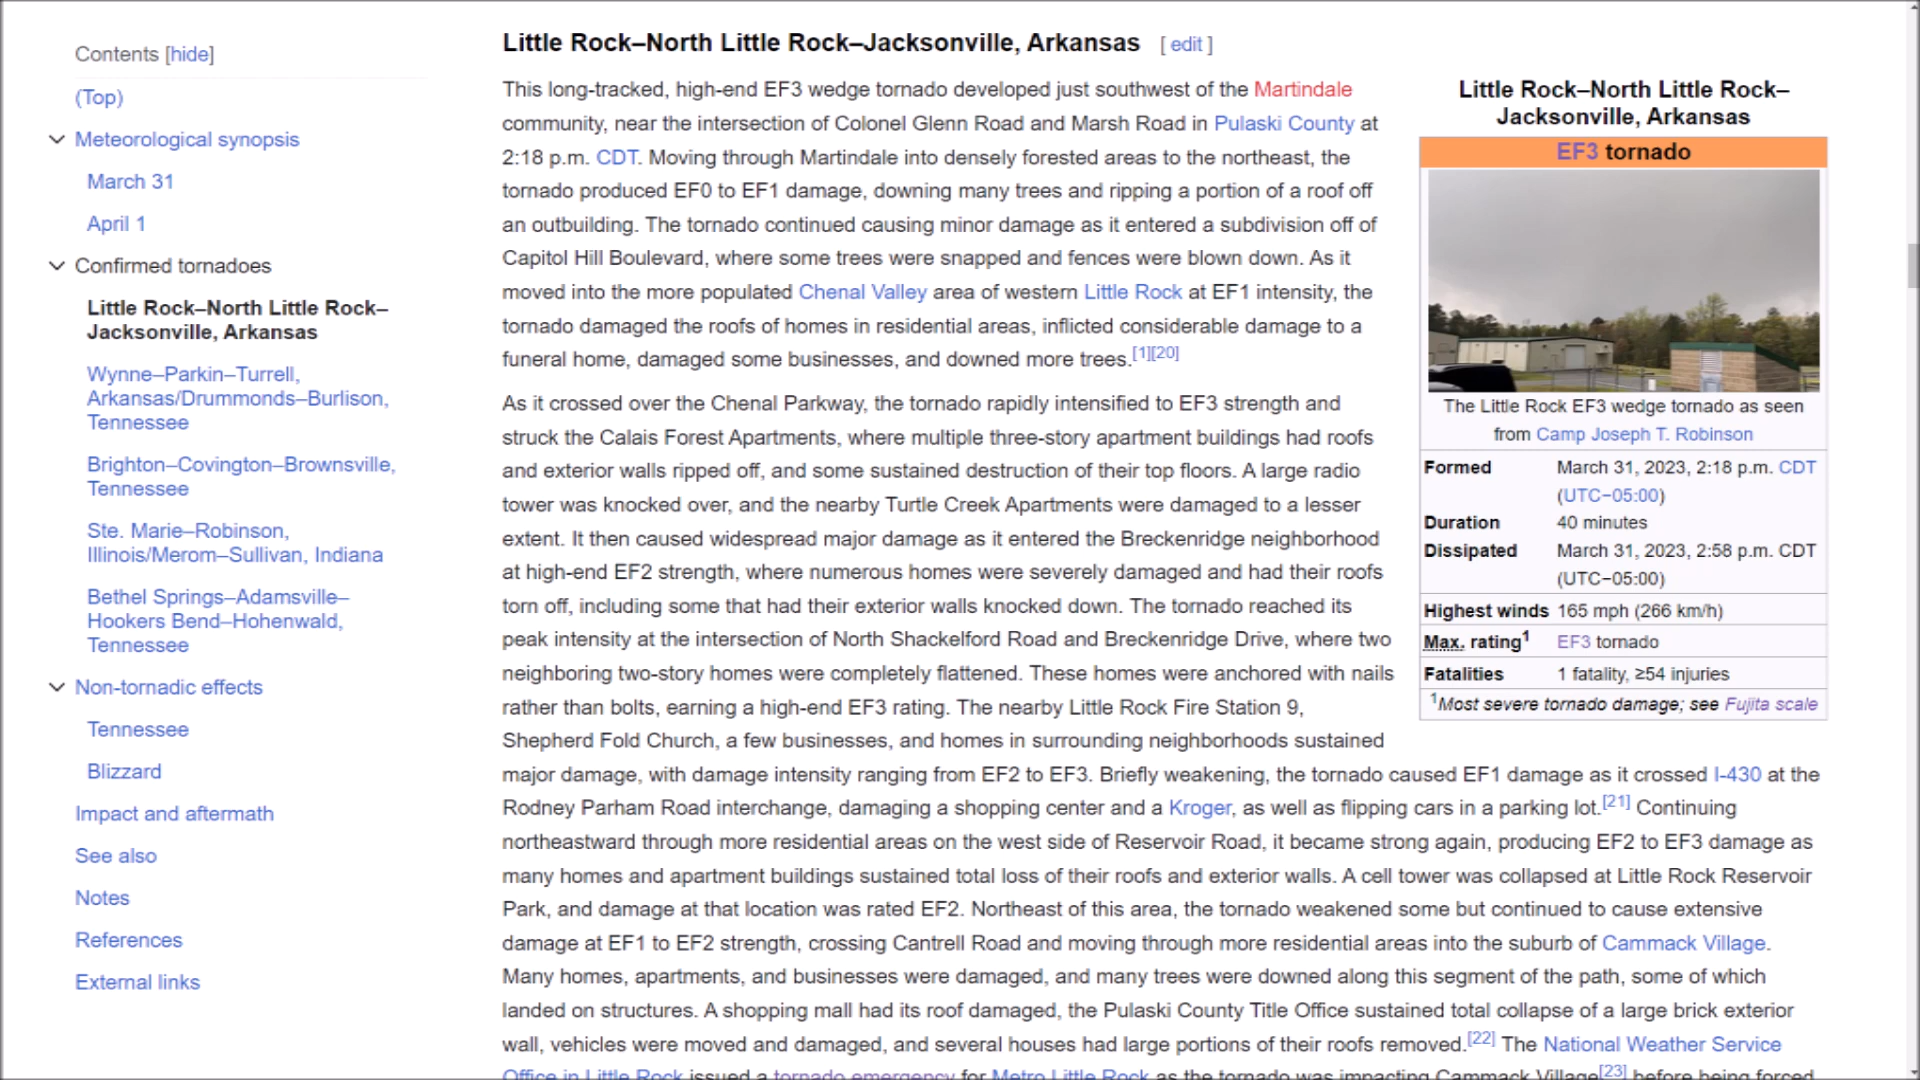 Contents [hide]
(Top)
Meteorological synopsis
March 31
April 1
Confirmed tornadoes
Little Rock–North Little Rock–
Jacksonville, Arkansas
Wynne–Parkin–Turrell,
Arkansas/Drummonds–Burlison,
Tennessee
Brighton–Covington–Brownsville,
Tennessee
Ste. Marie–Robinson,
Illinois/Merom–Sullivan, Indiana
Bethel Springs–Adamsville–
Hookers Bend–Hohenwald,
Tennessee
Non-tornadic effects
Tennessee
Blizzard
Impact and aftermath
See also
Notes
References
External links
Little Rock–North Little Rock–Jacksonville, Arkansas [ edit ]
This long-tracked, high-end EF3 wedge tornado developed just southwest of the Martindale
community, near the intersection of Colonel Glenn Road and Marsh Road in Pulaski County at
2:18 p.m. CDT. Moving through Martindale into densely forested areas to the northeast, the
tornado produced EF0 to EF1 damage, downing many trees and ripping a portion of a roof off
an outbuilding. The tornado continued causing minor damage as it entered a subdivision off of
Capitol Hill Boulevard, where some trees were snapped and fences were blown down. As it
moved into the more populated Chenal Valley area of western Little Rock at EF1 intensity, the
tornado damaged the roofs of homes in residential areas, inflicted considerable damage to a
funeral home, damaged some businesses, and downed more trees.[1][20]
As it crossed over the Chenal Parkway, the tornado rapidly intensified to EF3 strength and
struck the Calais Forest Apartments, where multiple three-story apartment buildings had roofs
and exterior walls ripped off, and some sustained destruction of their top floors. A large radio
tower was knocked over, and the nearby Turtle Creek Apartments were damaged to a lesser
extent. It then caused widespread major damage as it entered the Breckenridge neighborhood
at high-end EF2 strength, where numerous homes were severely damaged and had their roofs
torn off, including some that had their exterior walls knocked down. The tornado reached its
peak intensity at the intersection of North Shackelford Road and Breckenridge Drive, where two
neighboring two-story homes were completely flattened. These homes were anchored with nails
rather than bolts, earning a high-end EF3 rating. The nearby Little Rock Fire Station 9,
Shepherd Fold Church, a few businesses, and homes in surrounding neighborhoods sustained
major damage, with damage intensity ranging from EF2 to EF3. Briefly weakening, the tornado caused EF1 damage as it crossed I-430 at the
Rodney Parham Road interchange, damaging a shopping center and a Kroger, as well as flipping cars in a parking lot.[21] Continuing
northeastward through more residential areas on the west side of Reservoir Road, it became strong again, producing EF2 to EF3 damage as
many homes and apartment buildings sustained total loss of their roofs and exterior walls. A cell tower was collapsed at Little Rock Reservoir
Park, and damage at that location was rated EF2. Northeast of this area, the tornado weakened some but continued to cause extensive
damage at EF1 to EF2 strength, crossing Cantrell Road and moving through more residential areas into the suburb of Cammack Village.
Many homes, apartments, and businesses were damaged, and many trees were downed along this segment of the path, some of which
landed on structures. A shopping mall had its roof damaged, the Pulaski County Title Office sustained total collapse of a large brick exterior
wall, vehicles were moved and damaged, and several houses had large portions of their roofs removed.[22] The National Weather Service
Office in Little Rock issued a tornado emergency for Metro Little Rock as the tornado was impacting Cammack Village[23] before being forced
Little Rock–North Little Rock–
Jacksonville, Arkansas
EF3 tornado
The Little Rock EF3 wedge tornado as seen
from Camp Joseph T. Robinson
Formed March 31, 2023, 2:18 p.m. CDT
(UTC−05:00)
Duration 40 minutes
Dissipated March 31, 2023, 2:58 p.m. CDT
(UTC−05:00)
Highest winds 165 mph (266 km/h)
Max. rating1 EF3 tornado
Fatalities 1 fatality, ≥54 injuries
1Most severe tornado damage; see Fujita scale